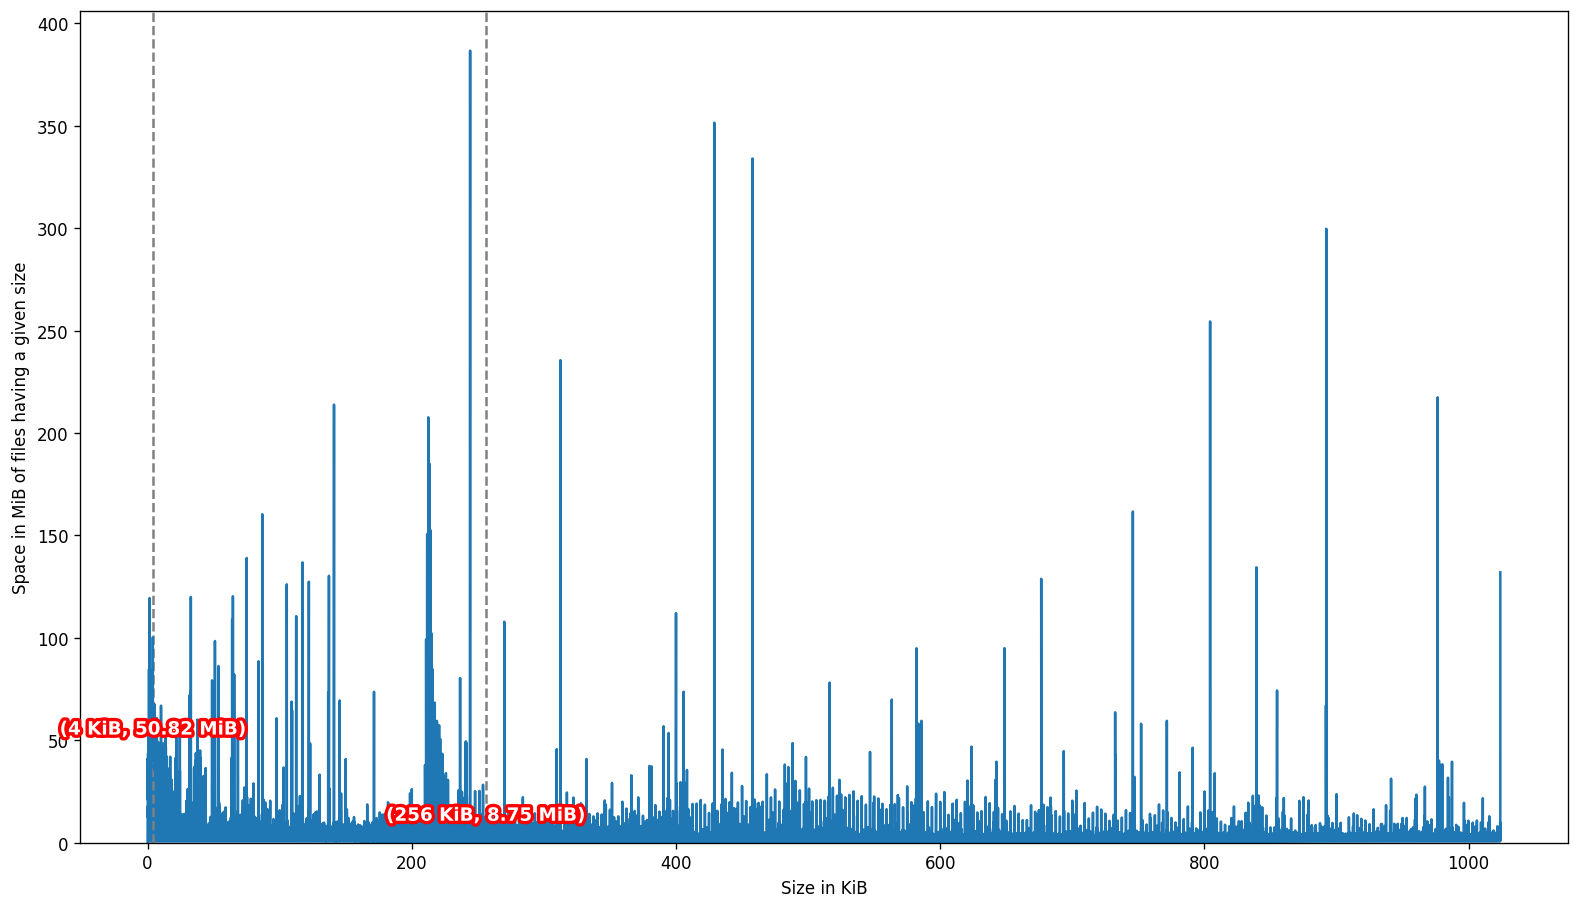 400
350
300
250
200
150
100
50
0
Space in MiB of files having a given size
(4 KiB, 50.82 MiB)
(256 KiB, 8.75 MiB)
0 200 400 600 800 1000
Size in KiB